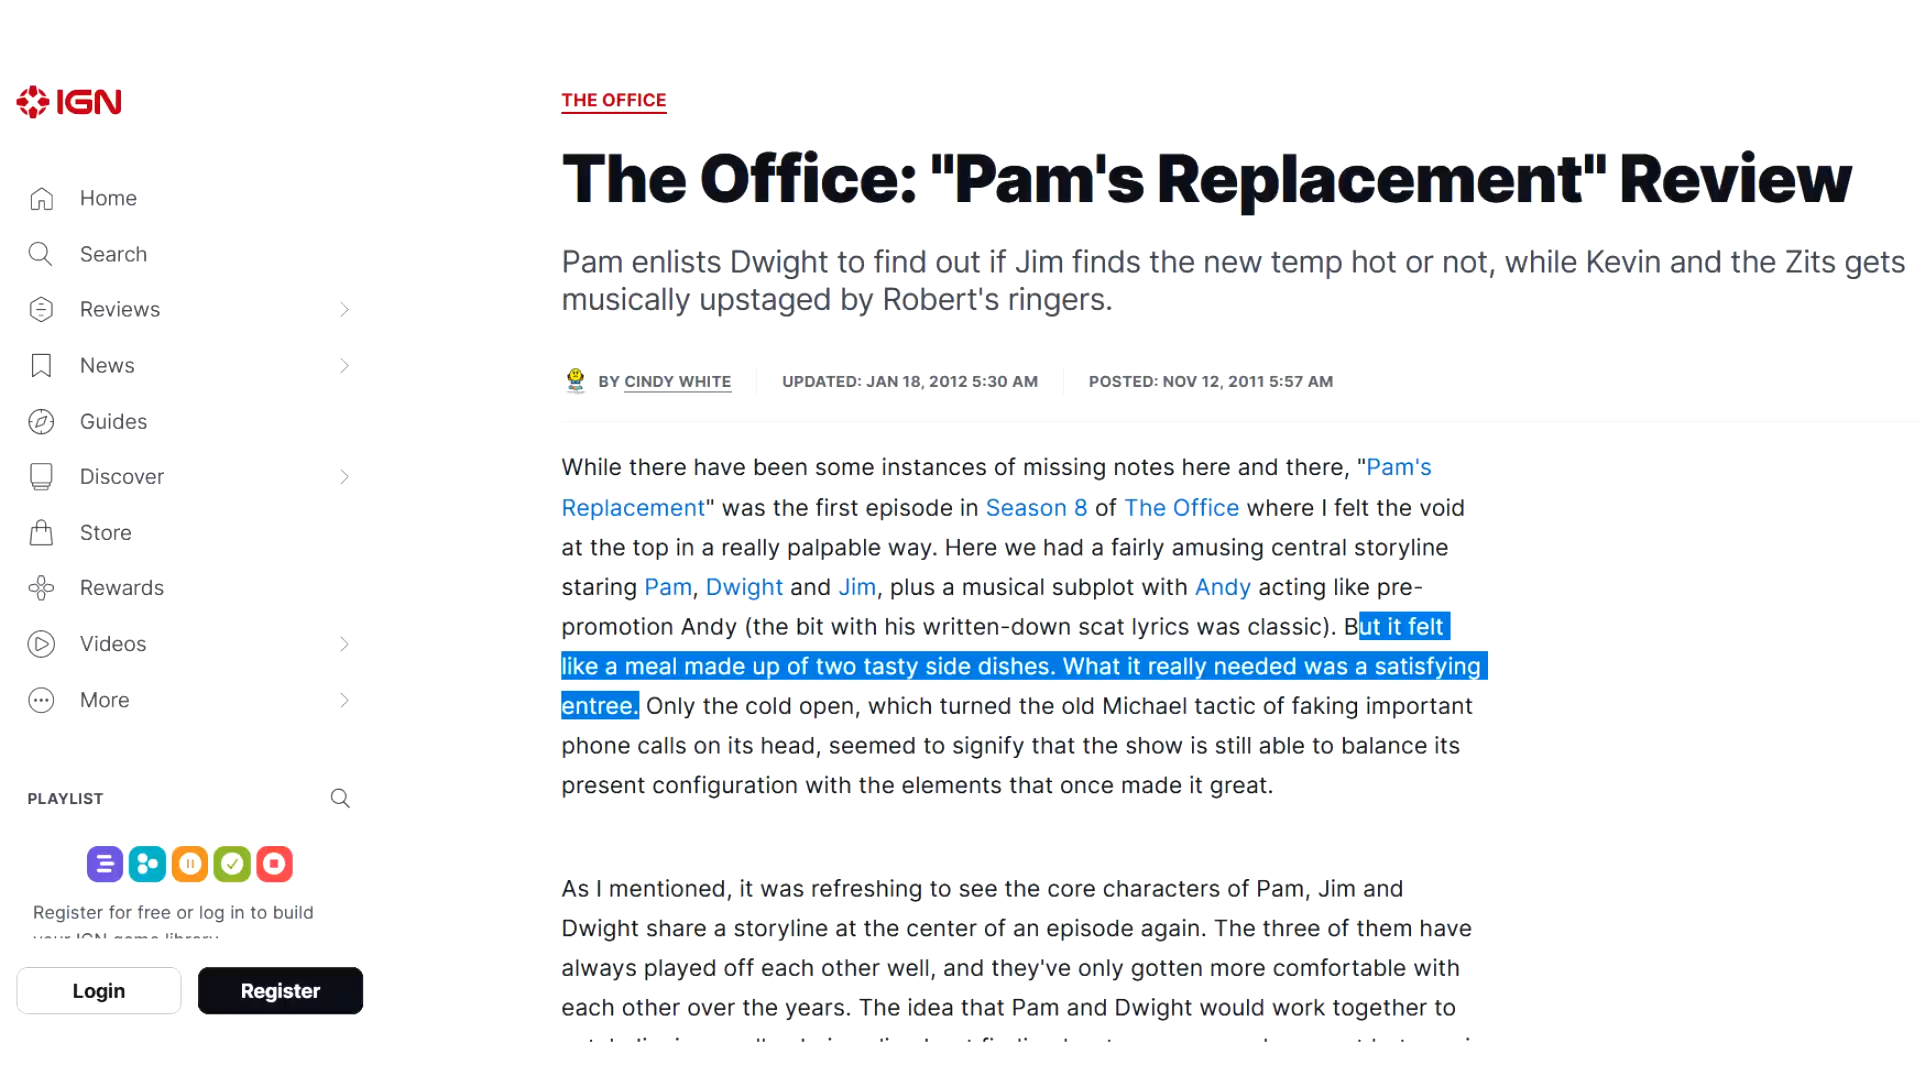 IGN
Home
Search
Reviews
News
Guides
Discover
Store
Rewards
Videos
More
PLAYLIST
Register for free or log in to build
your IGN game library
Login
Register
THE OFFICE
The Office: "Pam's Replacement" Review
Pam enlists Dwight to find out if Jim finds the new temp hot or not, while Kevin and the Zits gets
musically upstaged by Robert's ringers.
BY CINDY WHITE
UPDATED: JAN 18, 2012 5:30 AM
POSTED: NOV 12, 2011 5:57 AM
While there have been some instances of missing notes here and there, "Pam's
Replacement" was the first episode in Season 8 of The Office where I felt the void
at the top in a really palpable way. Here we had a fairly amusing central storyline
staring Pam, Dwight and Jim, plus a musical subplot with Andy acting like pre-
promotion Andy (the bit with his written-down scat lyrics was classic). But it felt
like a meal made up of two tasty side dishes. What it really needed was a satisfying
entree. Only the cold open, which turned the old Michael tactic of faking important
phone calls on its head, seemed to signify that the show is still able to balance its
present configuration with the elements that once made it great.
As I mentioned, it was refreshing to see the core characters of Pam, Jim and
Dwight share a storyline at the center of an episode again. The three of them have
always played off each other well, and they've only gotten more comfortable with
each other over the years. The idea that Pam and Dwight would work together to